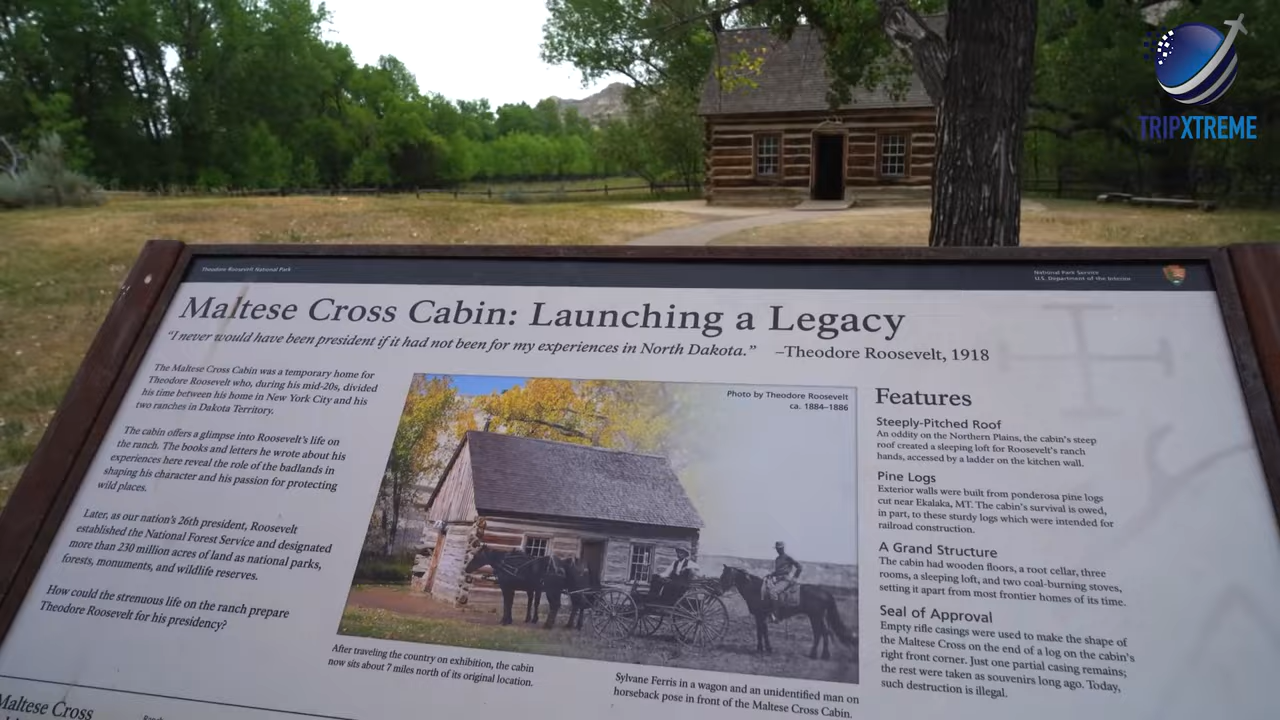 TRIPXTREME
Theodore Roosevelt National Park
National Park Service
U.S. Department of the Interior
Maltese Cross Cabin: Launching a Legacy
“I never would have been president if it had not been for my experiences in North Dakota.” –Theodore Roosevelt, 1918
The Maltese Cross Cabin was a temporary home for
Theodore Roosevelt who, during his mid-20s, divided
his time between his home in New York City and his
two ranches in Dakota Territory.
The cabin offers a glimpse into Roosevelt’s life on
the ranch. The books and letters he wrote about his
experiences here reveal the role of the badlands in
shaping his character and his passion for protecting
wild places.
Later, as our nation’s 26th president, Roosevelt
established the National Forest Service and designated
more than 230 million acres of land as national parks,
forests, monuments, and wildlife reserves.
How could the strenuous life on the ranch prepare
Theodore Roosevelt for his presidency?
Photo by Theodore Roosevelt
ca. 1884–1886
After traveling the country on exhibition, the cabin
now sits about 7 miles north of its original location.
Sylvane Ferris in a wagon and an unidentified man on
horseback pose in front of the Maltese Cross Cabin.
Features
Steeply-Pitched Roof
An oddity on the Northern Plains, the cabin’s steep
roof created a sleeping loft for Roosevelt’s ranch
hands, accessed by a ladder on the kitchen wall.
Pine Logs
Exterior walls were built from ponderosa pine logs
cut near Ekalaka, MT. The cabin’s survival is owed,
in part, to these sturdy logs which were intended for
railroad construction.
A Grand Structure
The cabin had wooden floors, a root cellar, three
rooms, a sleeping loft, and two coal-burning stoves,
setting it apart from most frontier homes of its time.
Seal of Approval
Empty rifle casings were used to make the shape of
the Maltese Cross on the end of a log on the cabin’s
right front corner. Just one partial casing remains;
the rest were taken as souvenirs long ago. Today,
such destruction is illegal.
Maltese Cross